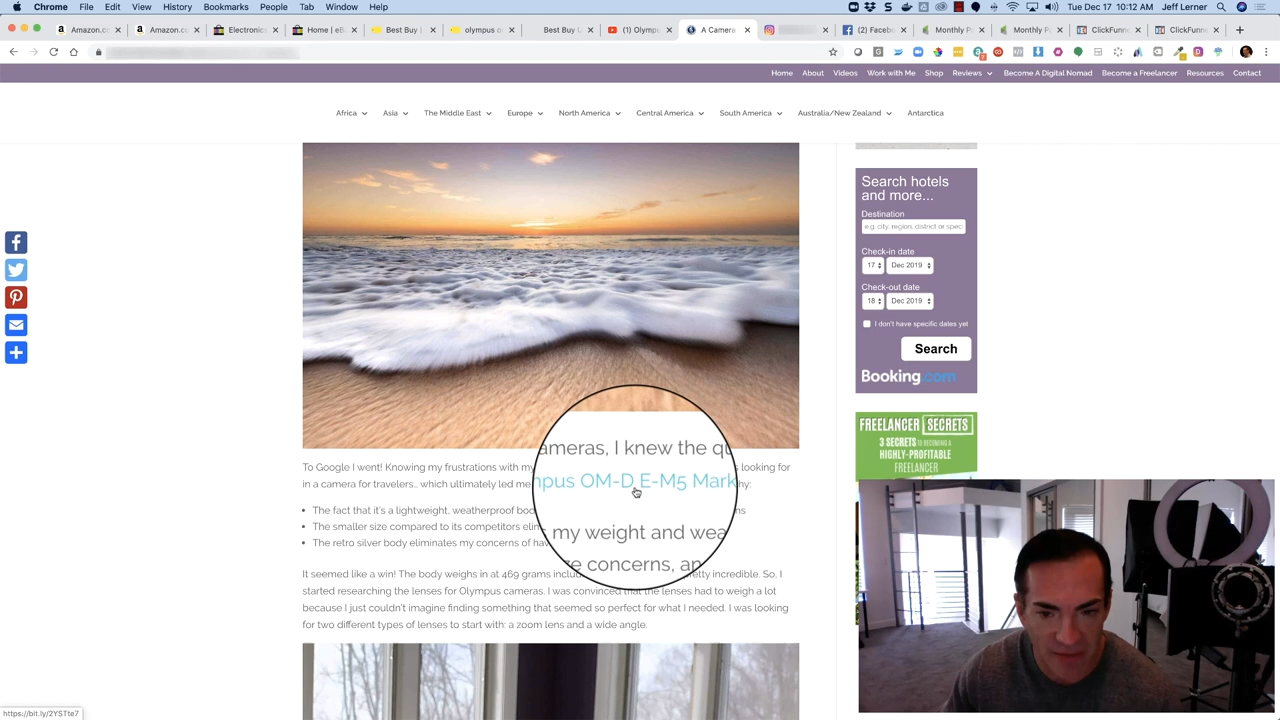 Chrome File Edit View History Bookmarks People Tab Window Help Tue Dec 17 10:12 AM Jeff Lerner
Amazon.c Amazon.c Electronic Home | eB Best Buy | olympus o Best Buy (1) Olymp A Camera (2) Faceb Monthly P Monthly P ClickFunn ClickFunn
Home About Videos Work with Me Shop Reviews Become A Digital Nomad Become a Freelancer Resources Contact
Africa Asia The Middle East Europe North America Central America South America Australia/New Zealand Antarctica
Search hotels
and more...
Destination
e.g. city, region, district or speci
Check-in date
17 Dec 2019
Check-out date
18 Dec 2019
I don't have specific dates yet
Search
Booking.com
FREELANCER SECRETS
3 SECRETS TO BECOMING A
HIGHLY-PROFITABLE
FREELANCER
ameras, I knew the qu
npus OM-D E-M5 Mark
my weight and wea
ze concerns, an
To Google I went! Knowing my frustrations with my looking for
in a camera for travelers… which ultimately led me hy:
The fact that it's a lightweight, weatherproof bod ns
The smaller size compared to its competitors elim
The retro silver body eliminates my concerns of hav
It seemed like a win! The body weighs in at 469 grams inclu etty incredible. So, I
started researching the lenses for Olympus cameras. I was convinced that the lenses had to weigh a lot
because I just couldn't imagine finding something that seemed so perfect for what I needed. I was looking
for two different types of lenses to start with: a zoom lens and a wide angle.
https://bit.ly/2YSTte7